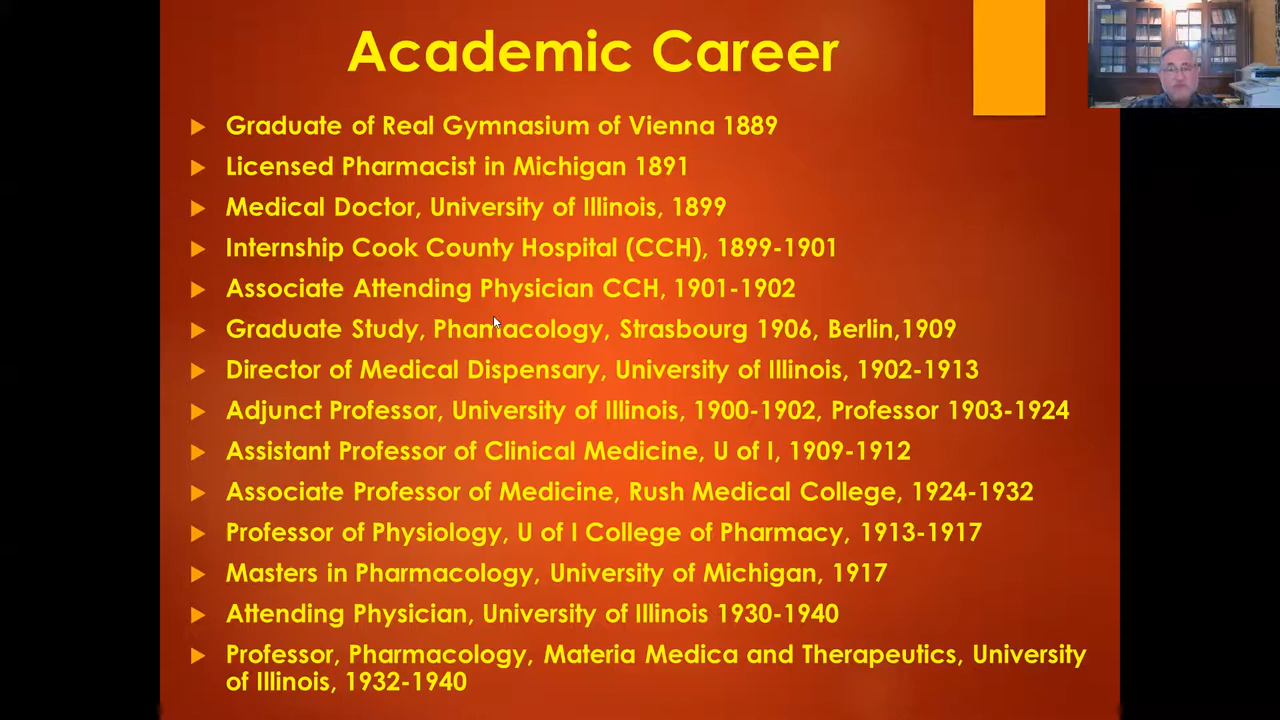 Academic Career
Graduate of Real Gymnasium of Vienna 1889
Licensed Pharmacist in Michigan 1891
Medical Doctor, University of Illinois, 1899
Internship Cook County Hospital (CCH), 1899-1901
Associate Attending Physician CCH, 1901-1902
Graduate Study, Pharmacology, Strasbourg 1906, Berlin,1909
Director of Medical Dispensary, University of Illinois, 1902-1913
Adjunct Professor, University of Illinois, 1900-1902, Professor 1903-1924
Assistant Professor of Clinical Medicine, U of I, 1909-1912
Associate Professor of Medicine, Rush Medical College, 1924-1932
Professor of Physiology, U of I College of Pharmacy, 1913-1917
Masters in Pharmacology, University of Michigan, 1917
Attending Physician, University of Illinois 1930-1940
Professor, Pharmacology, Materia Medica and Therapeutics, University
of Illinois, 1932-1940